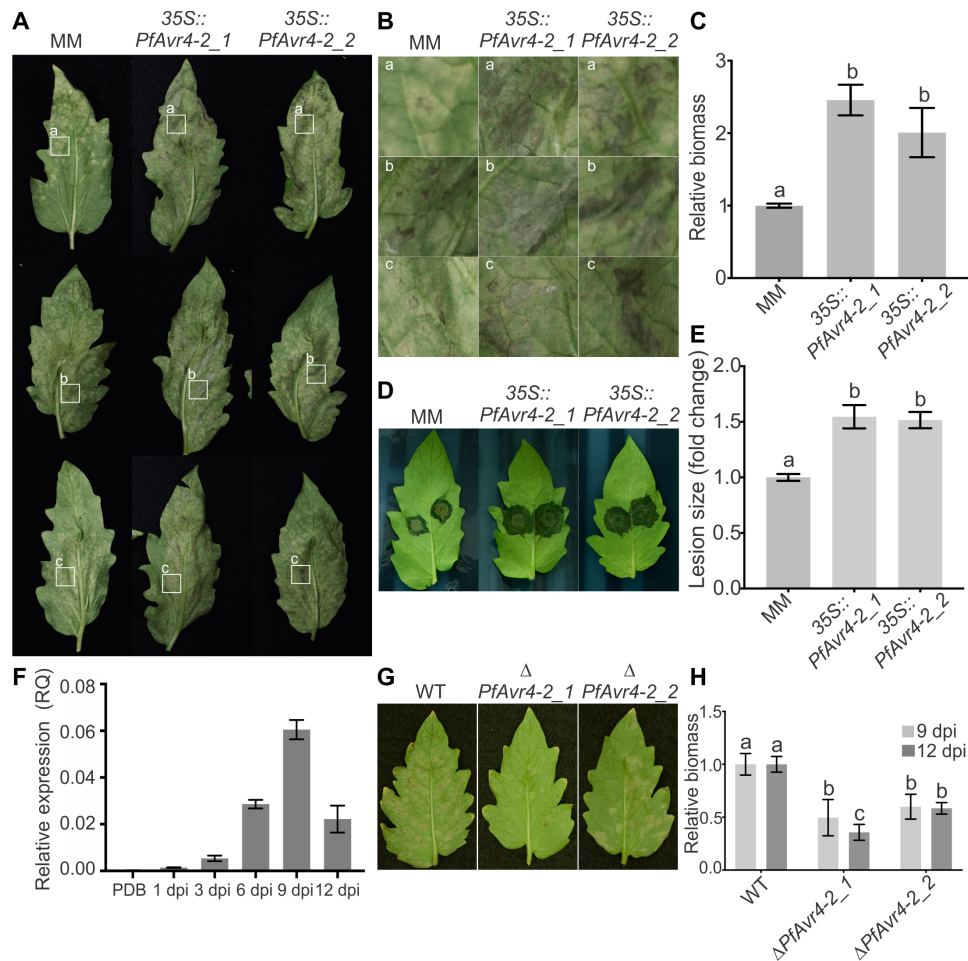 A
MM
35S::
PfAvr4-2_1
35S::
PfAvr4-2_2
a
a
a
b
b
b
c
c
c
B
MM
35S::
PfAvr4-2_1
35S::
PfAvr4-2_2
a
a
a
b
b
b
c
c
c
C
Relative biomass
3
2
1
0
a
b
b
MM
35S::
PfAvr4-2_1
35S::
PfAvr4-2_2
D
MM
35S::
PfAvr4-2_1
35S::
PfAvr4-2_2
E
Lesion size (fold change)
1.0
1.5
1.0
0.5
0.0
a
b
b
MM
35S::
PfAvr4-2_1
35S::
PfAvr4-2_2
F
Relative expression (RQ)
0.08
0.06
0.04
0.02
0.00
PDB 1 dpi 3 dpi 6 dpi 9 dpi 12 dpi
G
WT
Δ
PfAvr4-2_1
Δ
PfAvr4-2_2
H
Relative biomass
1.5
1.0
0.5
0.0
9 dpi
12 dpi
a a
b c
b b
WT
ΔPfAvr4-2_1
ΔPfAvr4-2_2